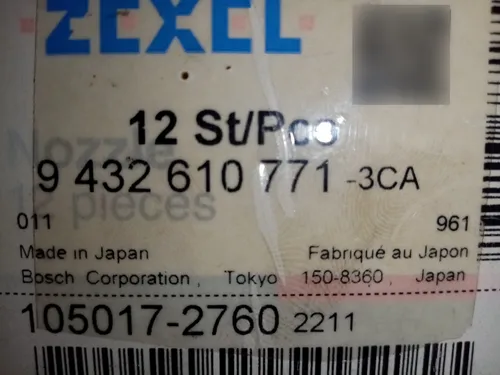 ZEXEL
12 St/Pcs
Nozzle
9 432 610 771 -3CA
12 pieces
011
961
Made in Japan
Fabriqué au Japon
Bosch Corporation, Tokyo 150-8360, Japan
105017-2760 2211